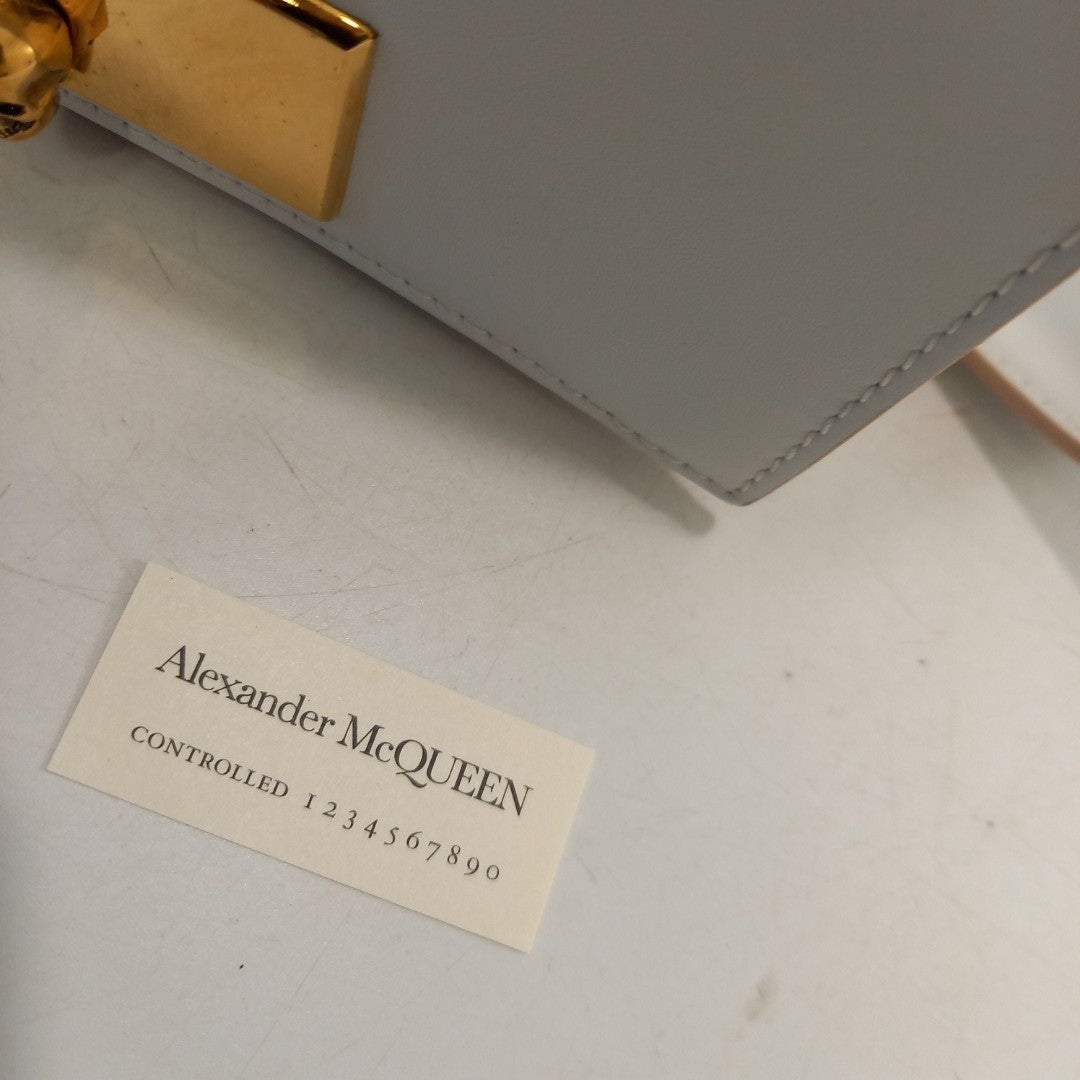 Alexander McQUEEN
CONTROLLED 1234567890